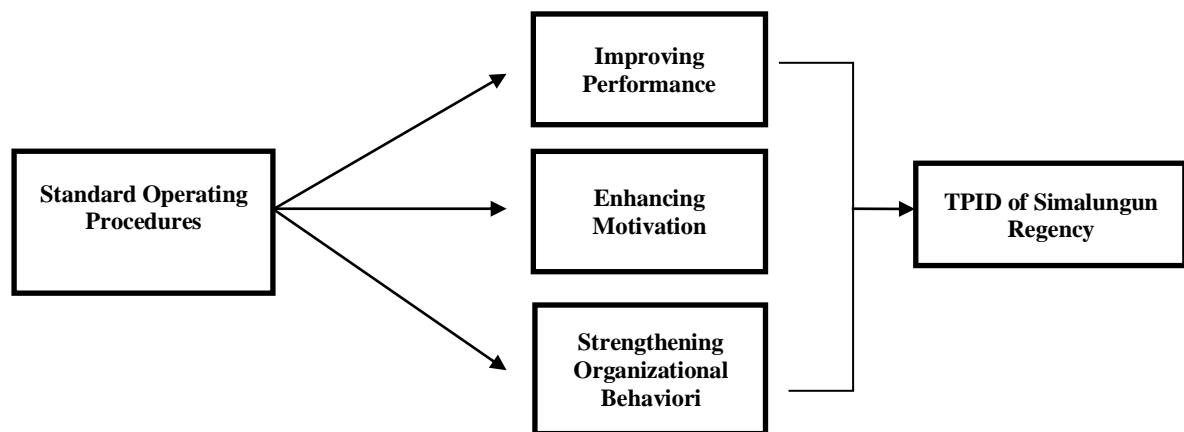 Standard Operating
Procedures
Improving
Performance
Enhancing
Motivation
Strengthening
Organizational
Behaviori
TPID of Simalungun
Regency